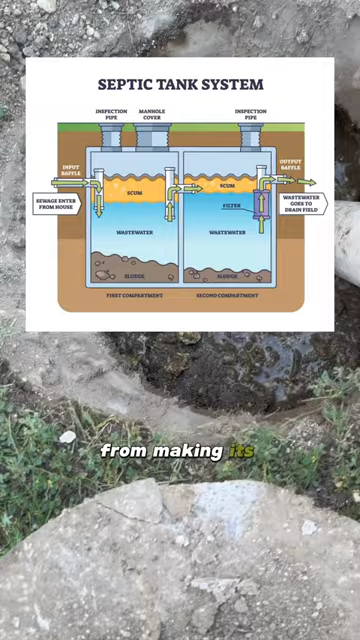 SEPTIC TANK SYSTEM
INSPECTION
PIPE
MANHOLE
COVER
INSPECTION
PIPE
INPUT
BAFFLE
OUTPUT
BAFFLE
SCUM
SCUM
SEWAGE ENTER
FROM HOUSE
FILTER
WASTEWATER
GOES TO
DRAIN FIELD
WASTEWATER
WASTEWATER
SLUDGE
SLUDGE
FIRST COMPARTMENT
SECOND COMPARTMENT
from making its